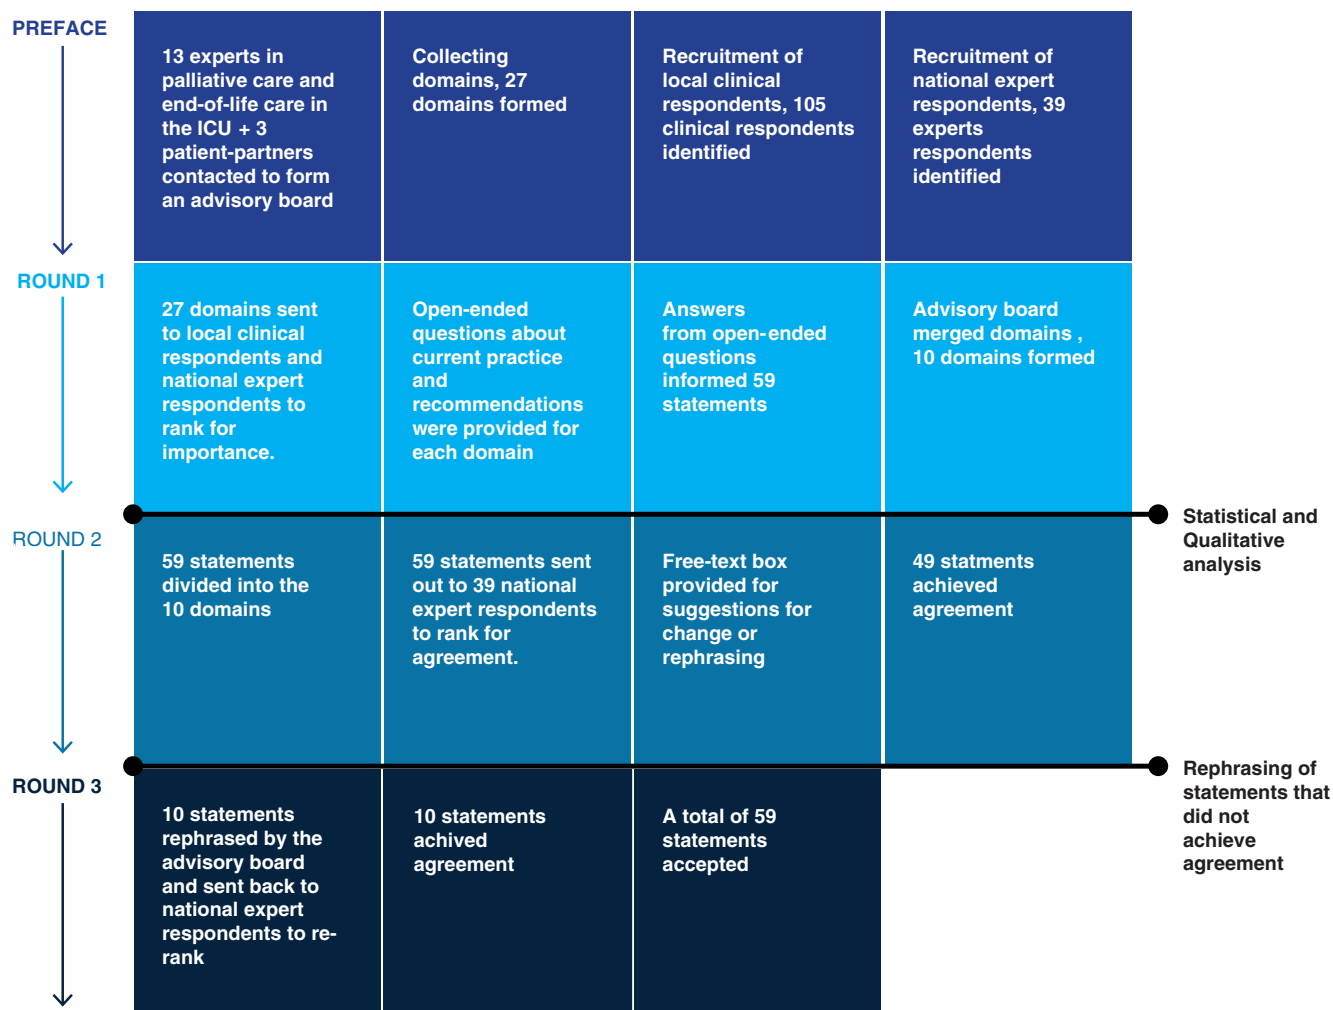 PREFACE
13 experts in
palliative care and
end-of-life care in
the ICU + 3
patient-partners
contacted to form
an advisory board
Collecting
domains, 27
domains formed
Recruitment of
local clinical
respondents, 105
clinical respondents
identified
Recruitment of
national expert
respondents, 39
experts
respondents
identified
ROUND 1
27 domains sent
to local clinical
respondents and
national expert
respondents to
rank for
importance.
Open-ended
questions about
current practice
and
recommendations
were provided for
each domain
Answers
from open-ended
questions
informed 59
statements
Advisory board
merged domains ,
10 domains formed
Statistical and
Qualitative
analysis
ROUND 2
59 statements
divided into the
10 domains
59 statements sent
out to 39 national
expert respondents
to rank for
agreement.
Free-text box
provided for
suggestions for
change or
rephrasing
49 statments
achieved
agreement
Rephrasing of
statements that
did not
achieve
agreement
ROUND 3
10 statements
rephrased by the
advisory board
and sent back to
national expert
respondents to re-
rank
10 statements
achived
agreement
A total of 59
statements
accepted